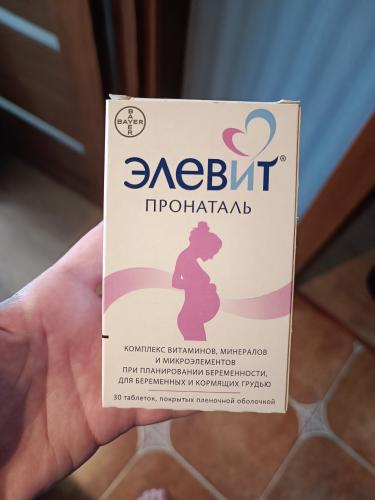 BAYER
BAYER
ЭЛЕВИТ®
ПРОНАТАЛЬ
КОМПЛЕКС ВИТАМИНОВ, МИНЕРАЛОВ
И МИКРОЭЛЕМЕНТОВ
ПРИ ПЛАНИРОВАНИИ БЕРЕМЕННОСТИ,
ДЛЯ БЕРЕМЕННЫХ И КОРМЯЩИХ ГРУДЬЮ
30 таблеток, покрытых пленочной оболочкой